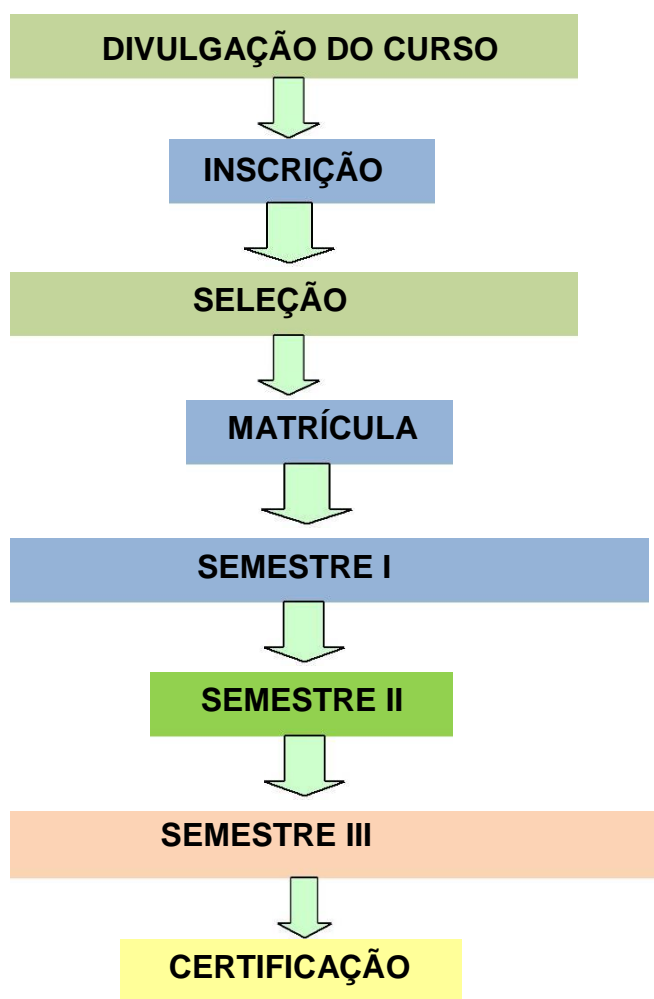 DIVULGAÇÃO DO CURSO
INSCRIÇÃO
SELEÇÃO
MATRÍCULA
SEMESTRE I
SEMESTRE II
SEMESTRE III
CERTIFICAÇÃO